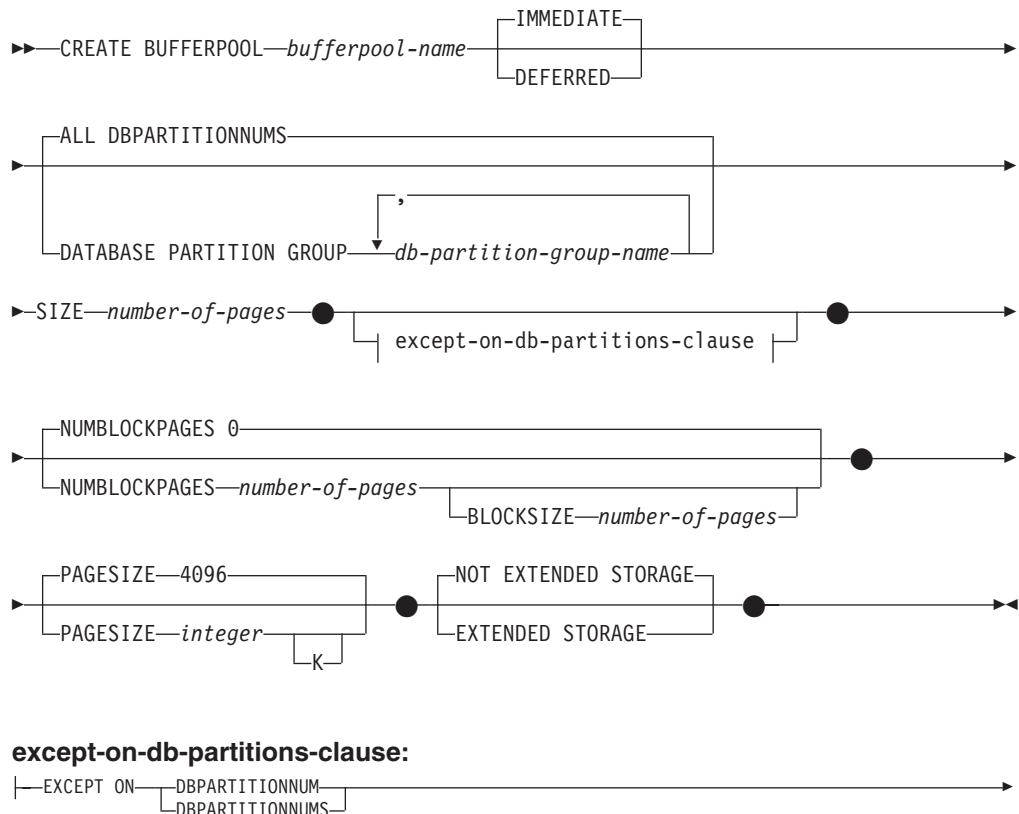 IMMEDIATE
CREATE BUFFERPOOL bufferpool-name
DEFERRED
ALL DBPARTITIONNUMS
,
DATABASE PARTITION GROUP db-partition-group-name
SIZE number-of-pages
except-on-db-partitions-clause
NUMBLOCKPAGES 0
NUMBLOCKPAGES number-of-pages
BLOCKSIZE number-of-pages
PAGESIZE 4096 NOT EXTENDED STORAGE
PAGESIZE integer EXTENDED STORAGE
K
except-on-db-partitions-clause:
EXCEPT ON DBPARTITIONNUM
DBPARTITIONNUMS